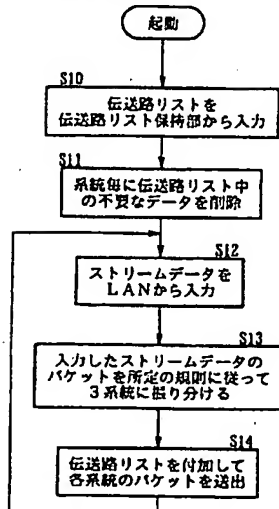 起動
S10
伝送路リストを
伝送路リスト保持部から入力
S11
系統毎に伝送路リスト中
の不要なデータを削除
S12
ストリームデータを
LANから入力
S13
入力したストリームデータの
パケットを所定の規則に従って
3系統に振り分ける
S14
伝送路リストを付加して
各系統のパケットを送出